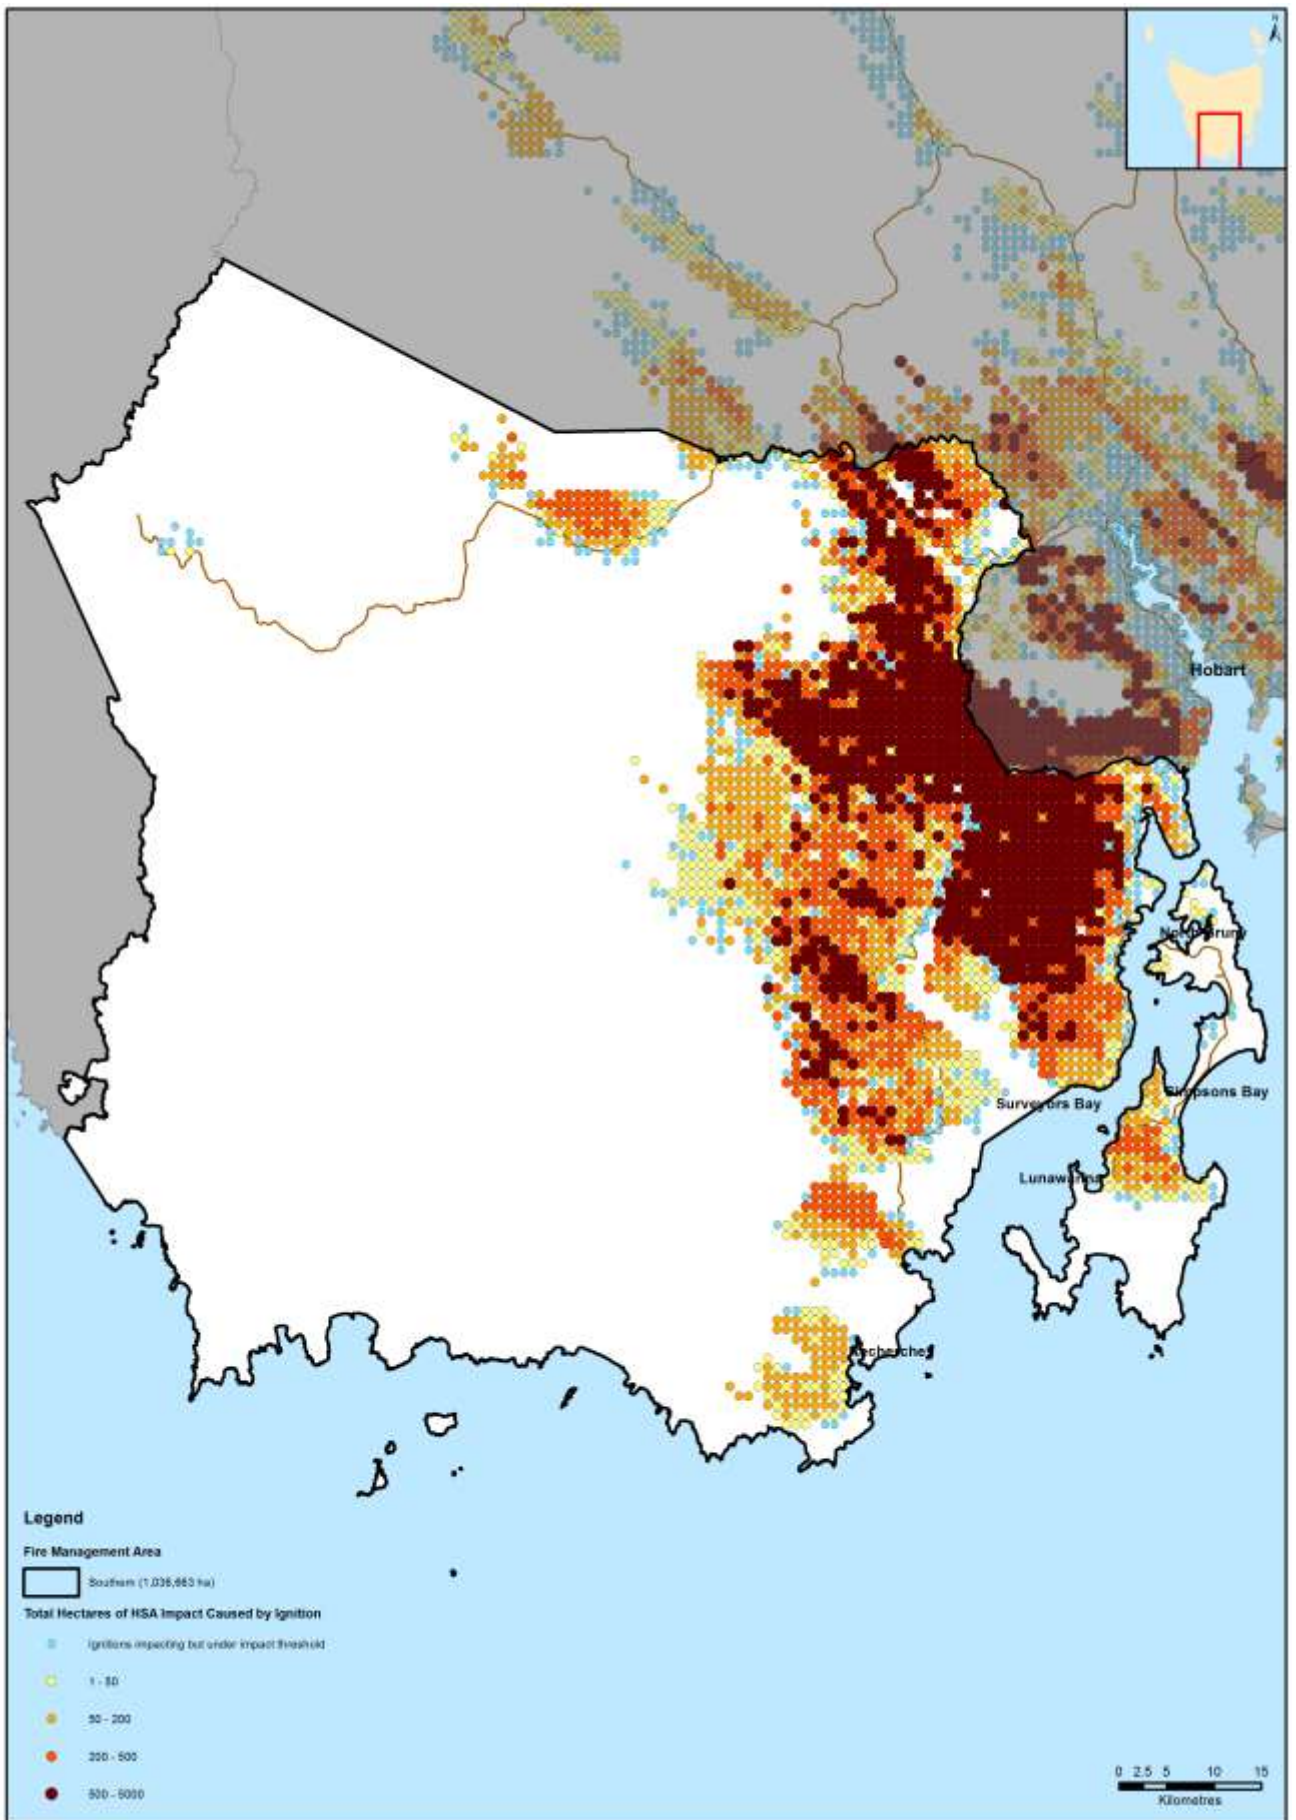 N
Hobart
North Bruny
Simpsons Bay
Surveyors Bay
Lunawanna
Recherche
Legend
Fire Management Area
Southern (1,036,663 ha)
Total Hectares of HSA Impact Caused by Ignition
Ignitions impacting but under impact threshold
1 - 50
50 - 200
200 - 500
500 - 5000
0 2.5 5 10 15
Kilometres